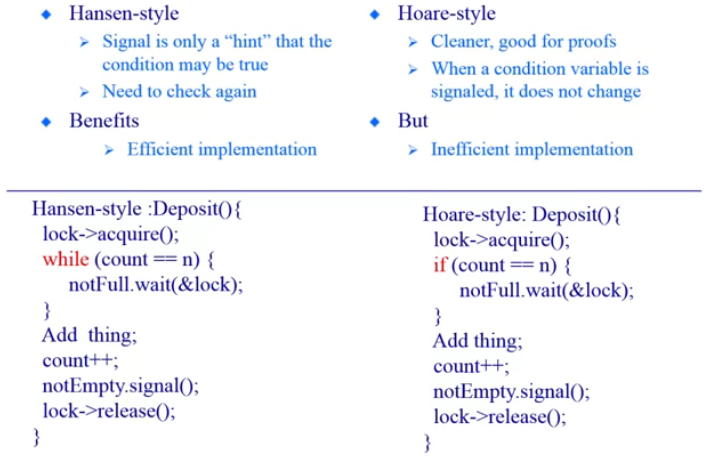 Hansen-style
Signal is only a “hint” that the
condition may be true
Need to check again
Benefits
Efficient implementation
Hoare-style
Cleaner, good for proofs
When a condition variable is
signaled, it does not change
But
Inefficient implementation
Hansen-style :Deposit(){
lock->acquire();
while (count == n) {
notFull.wait(&lock);
}
Add thing;
count++;
notEmpty.signal();
lock->release();
}
Hoare-style: Deposit(){
lock->acquire();
if (count == n) {
notFull.wait(&lock);
}
Add thing;
count++;
notEmpty.signal();
lock->release();
}